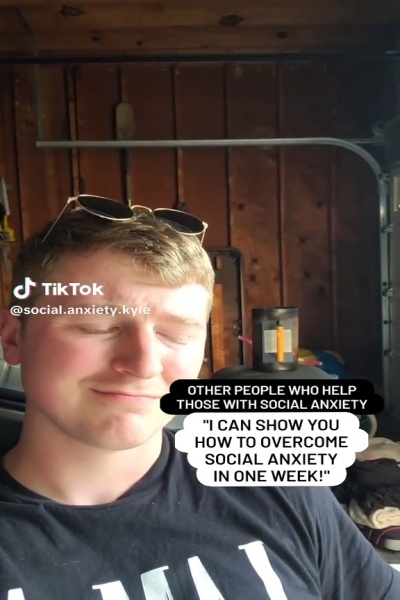 TikTok
@social.anxiety.kyle
OTHER PEOPLE WHO HELP
THOSE WITH SOCIAL ANXIETY
"I CAN SHOW YOU
HOW TO OVERCOME
SOCIAL ANXIETY
IN ONE WEEK!"